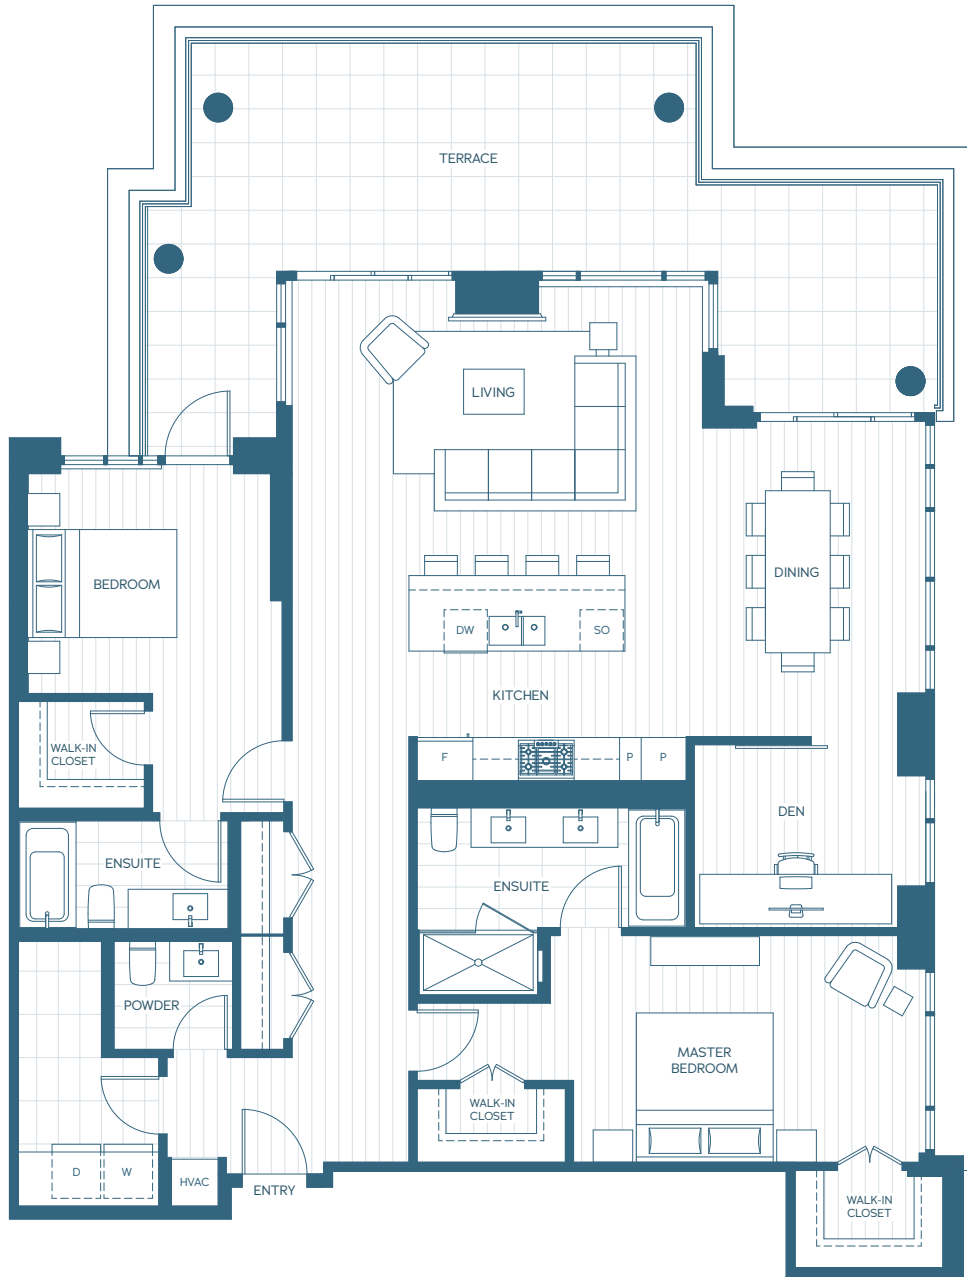 TERRACE
LIVING
BEDROOM
DINING
DW
SO
KITCHEN
WALK-IN
CLOSET
F
P
P
DEN
ENSUITE
ENSUITE
POWDER
MASTER
BEDROOM
WALK-IN
CLOSET
D
W
HVAC
ENTRY
WALK-IN
CLOSET